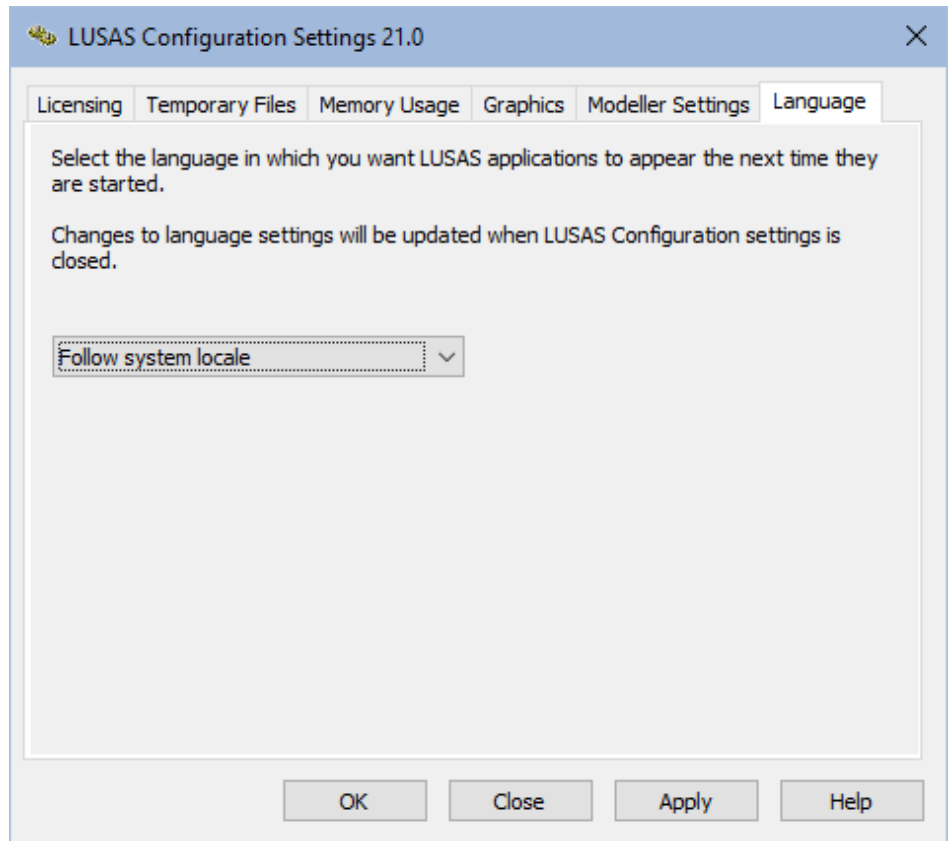 LUSAS Configuration Settings 21.0
Licensing Temporary Files Memory Usage Graphics Modeller Settings Language
Select the language in which you want LUSAS applications to appear the next time they
are started.
Changes to language settings will be updated when LUSAS Configuration settings is
closed.
Follow system locale
OK Close Apply Help